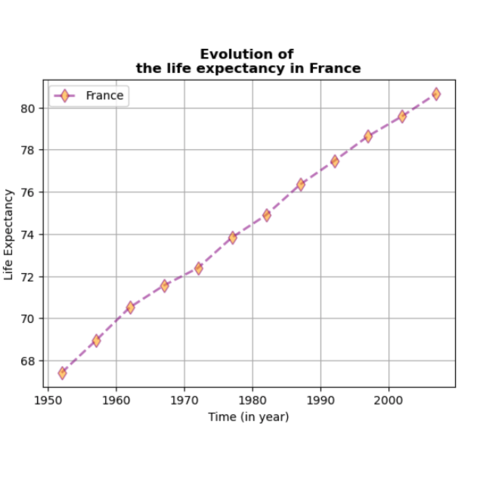 Evolution of
the life expectancy in France
France
Life Expectancy
80
78
76
74
72
70
68
1950 1960 1970 1980 1990 2000
Time (in year)